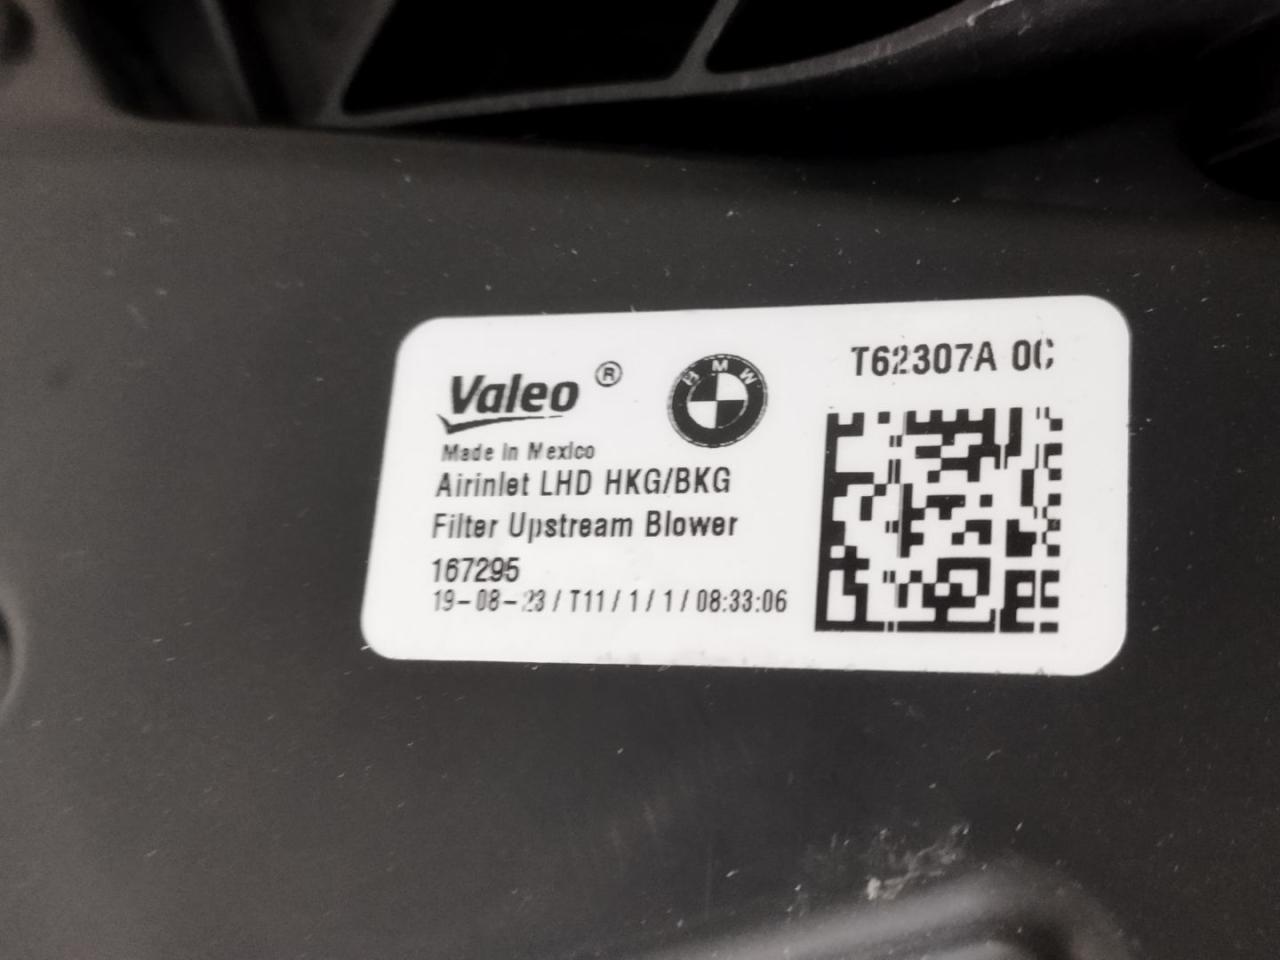 Valeo ®
BMW
T62307A 0C
Made In Mexico
Airinlet LHD HKG/BKG
Filter Upstream Blower
167295
19-08-23/T11/1/1/08:33:06